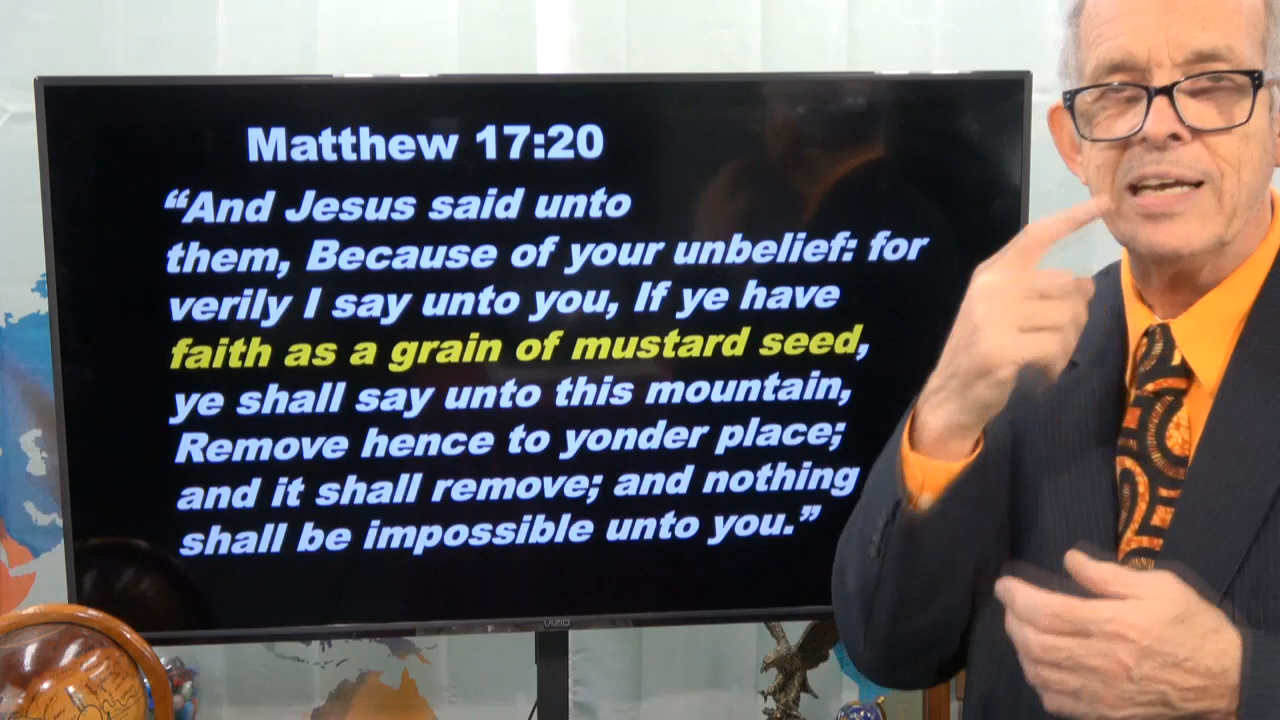 Matthew 17:20
“And Jesus said unto
them, Because of your unbelief: for
verily I say unto you, If ye have
faith as a grain of mustard seed,
ye shall say unto this mountain,
Remove hence to yonder place;
and it shall remove; and nothing
shall be impossible unto you.”
VIZIO